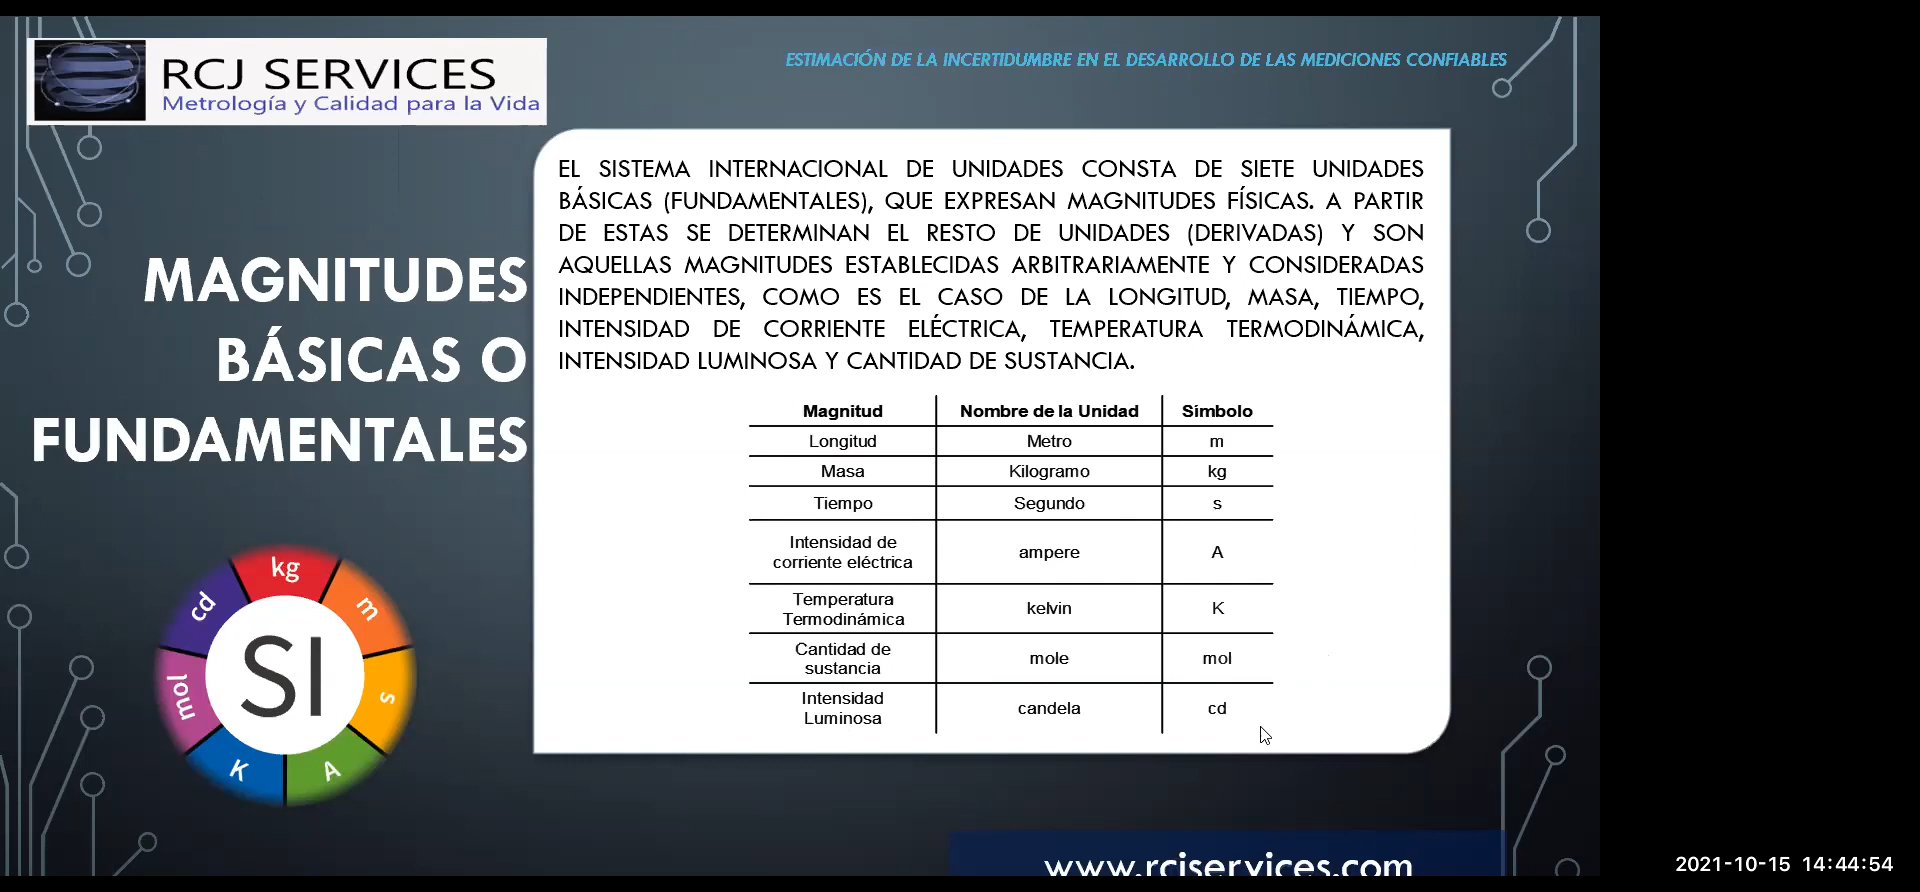 RCJ SERVICES
Metrología y Calidad para la Vida
ESTIMACIÓN DE LA INCERTIDUMBRE EN EL DESARROLLO DE LAS MEDICIONES CONFIABLES
MAGNITUDES
BÁSICAS O
FUNDAMENTALES
EL SISTEMA INTERNACIONAL DE UNIDADES CONSTA DE SIETE UNIDADES
BÁSICAS (FUNDAMENTALES), QUE EXPRESAN MAGNITUDES FÍSICAS. A PARTIR
DE ESTAS SE DETERMINAN EL RESTO DE UNIDADES (DERIVADAS) Y SON
AQUELLAS MAGNITUDES ESTABLECIDAS ARBITRARIAMENTE Y CONSIDERADAS
INDEPENDIENTES, COMO ES EL CASO DE LA LONGITUD, MASA, TIEMPO,
INTENSIDAD DE CORRIENTE ELÉCTRICA, TEMPERATURA TERMODINÁMICA,
INTENSIDAD LUMINOSA Y CANTIDAD DE SUSTANCIA.
Magnitud Nombre de la Unidad Símbolo
Longitud Metro m
Masa Kilogramo kg
Tiempo Segundo s
Intensidad de
corriente eléctrica ampere A
Temperatura
Termodinámica kelvin K
Cantidad de
sustancia mole mol
Intensidad
Luminosa candela cd
kg
m
s
A
K
mol
cd
SI
www.rcjservices.com
2021-10-15 14:44:54